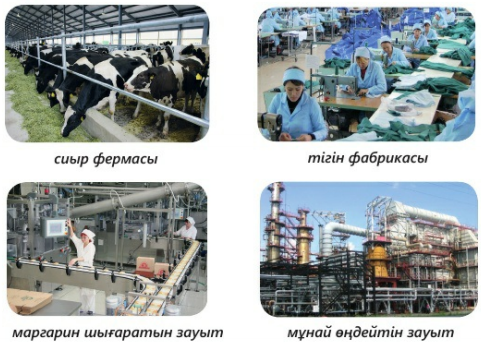 сиыр фермасы
тігін фабрикасы
маргарин шығаратын зауыт
мұнай өңдейтін зауыт